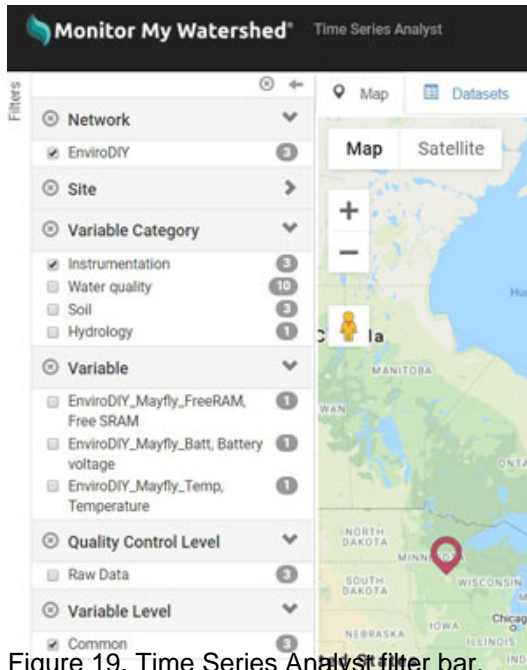 Monitor My Watershed® Time Series Analyst
Filters
Map Datasets
Network
EnviroDIY 3
Site
Variable Category
Instrumentation 3
Water quality 10
Soil 3
Hydrology 1
Variable
EnviroDIY_Mayfly_FreeRAM, 1
Free SRAM
EnviroDIY_Mayfly_Batt, Battery 1
voltage
EnviroDIY_Mayfly_Temp, 1
Temperature
Quality Control Level
Raw Data 3
Variable Level
Common 3
Map Satellite
+
−
MANITOBA
NORTH
DAKOTA
SOUTH
DAKOTA
WISCONSIN
IOWA
Chicag
NEBRASKA
ILLINOIS
Figure 19. Time Series Analyst filter bar.